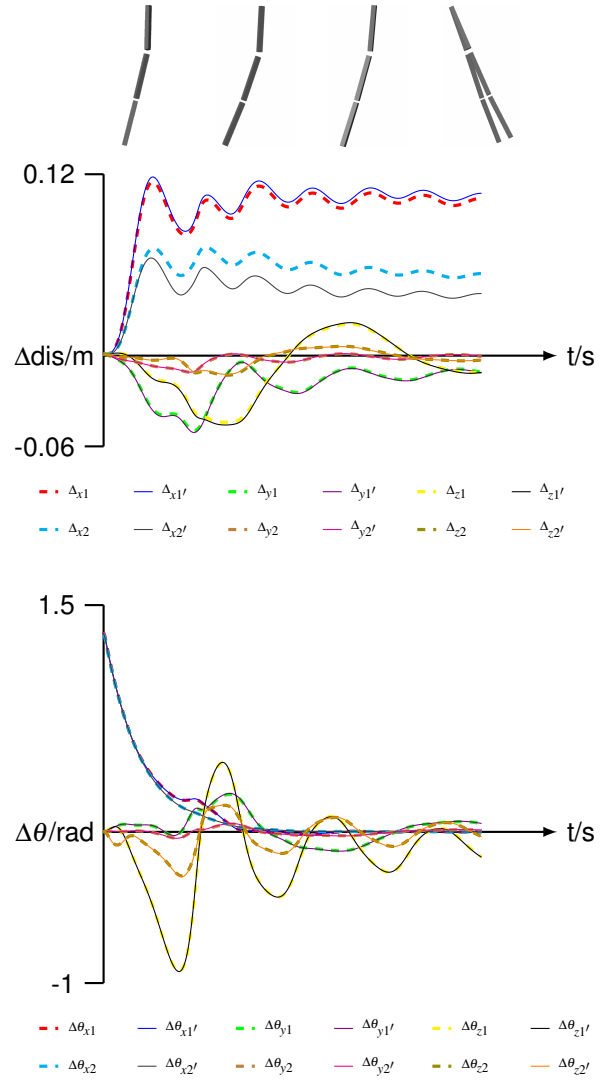 0.12
Δdis/m
t/s
-0.06
Δx1 Δx1′ Δy1 Δy1′ Δz1 Δz1′
Δx2 Δx2′ Δy2 Δy2′ Δz2 Δz2′
1.5
Δθ/rad
t/s
-1
Δθx1 Δθx1′ Δθy1 Δθy1′ Δθz1 Δθz1′
Δθx2 Δθx2′ Δθy2 Δθy2′ Δθz2 Δθz2′